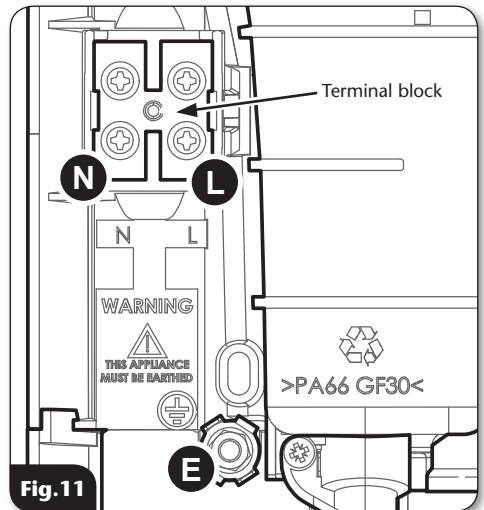 Terminal block
N L
N L
WARNING
THIS APPLIANCE
MUST BE EARTHED
>PA66 GF30<
E
Fig.11